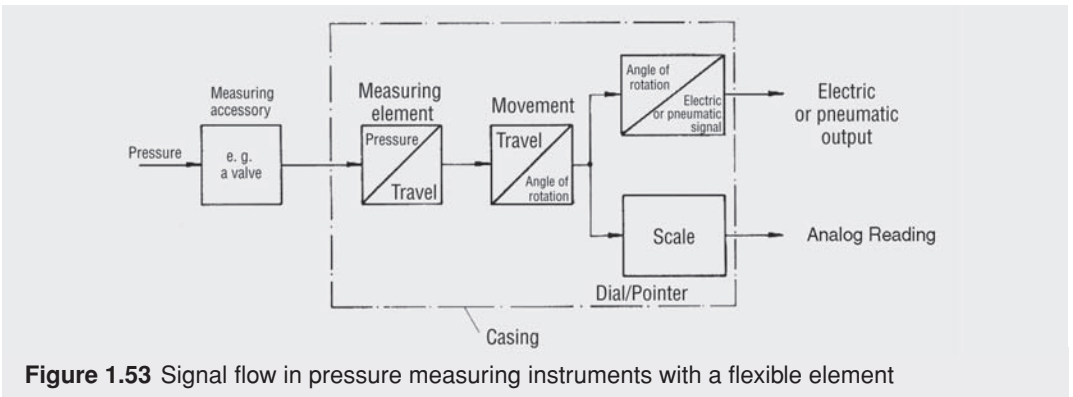 Pressure
Measuring
accessory
e. g.
a valve
Measuring
element
Pressure
Travel
Movement
Travel
Angle of
rotation
Angle of
rotation
Electric
or pneumatic
signal
Electric
or pneumatic
output
Scale
Analog Reading
Dial/Pointer
Casing
Figure 1.53 Signal flow in pressure measuring instruments with a flexible element